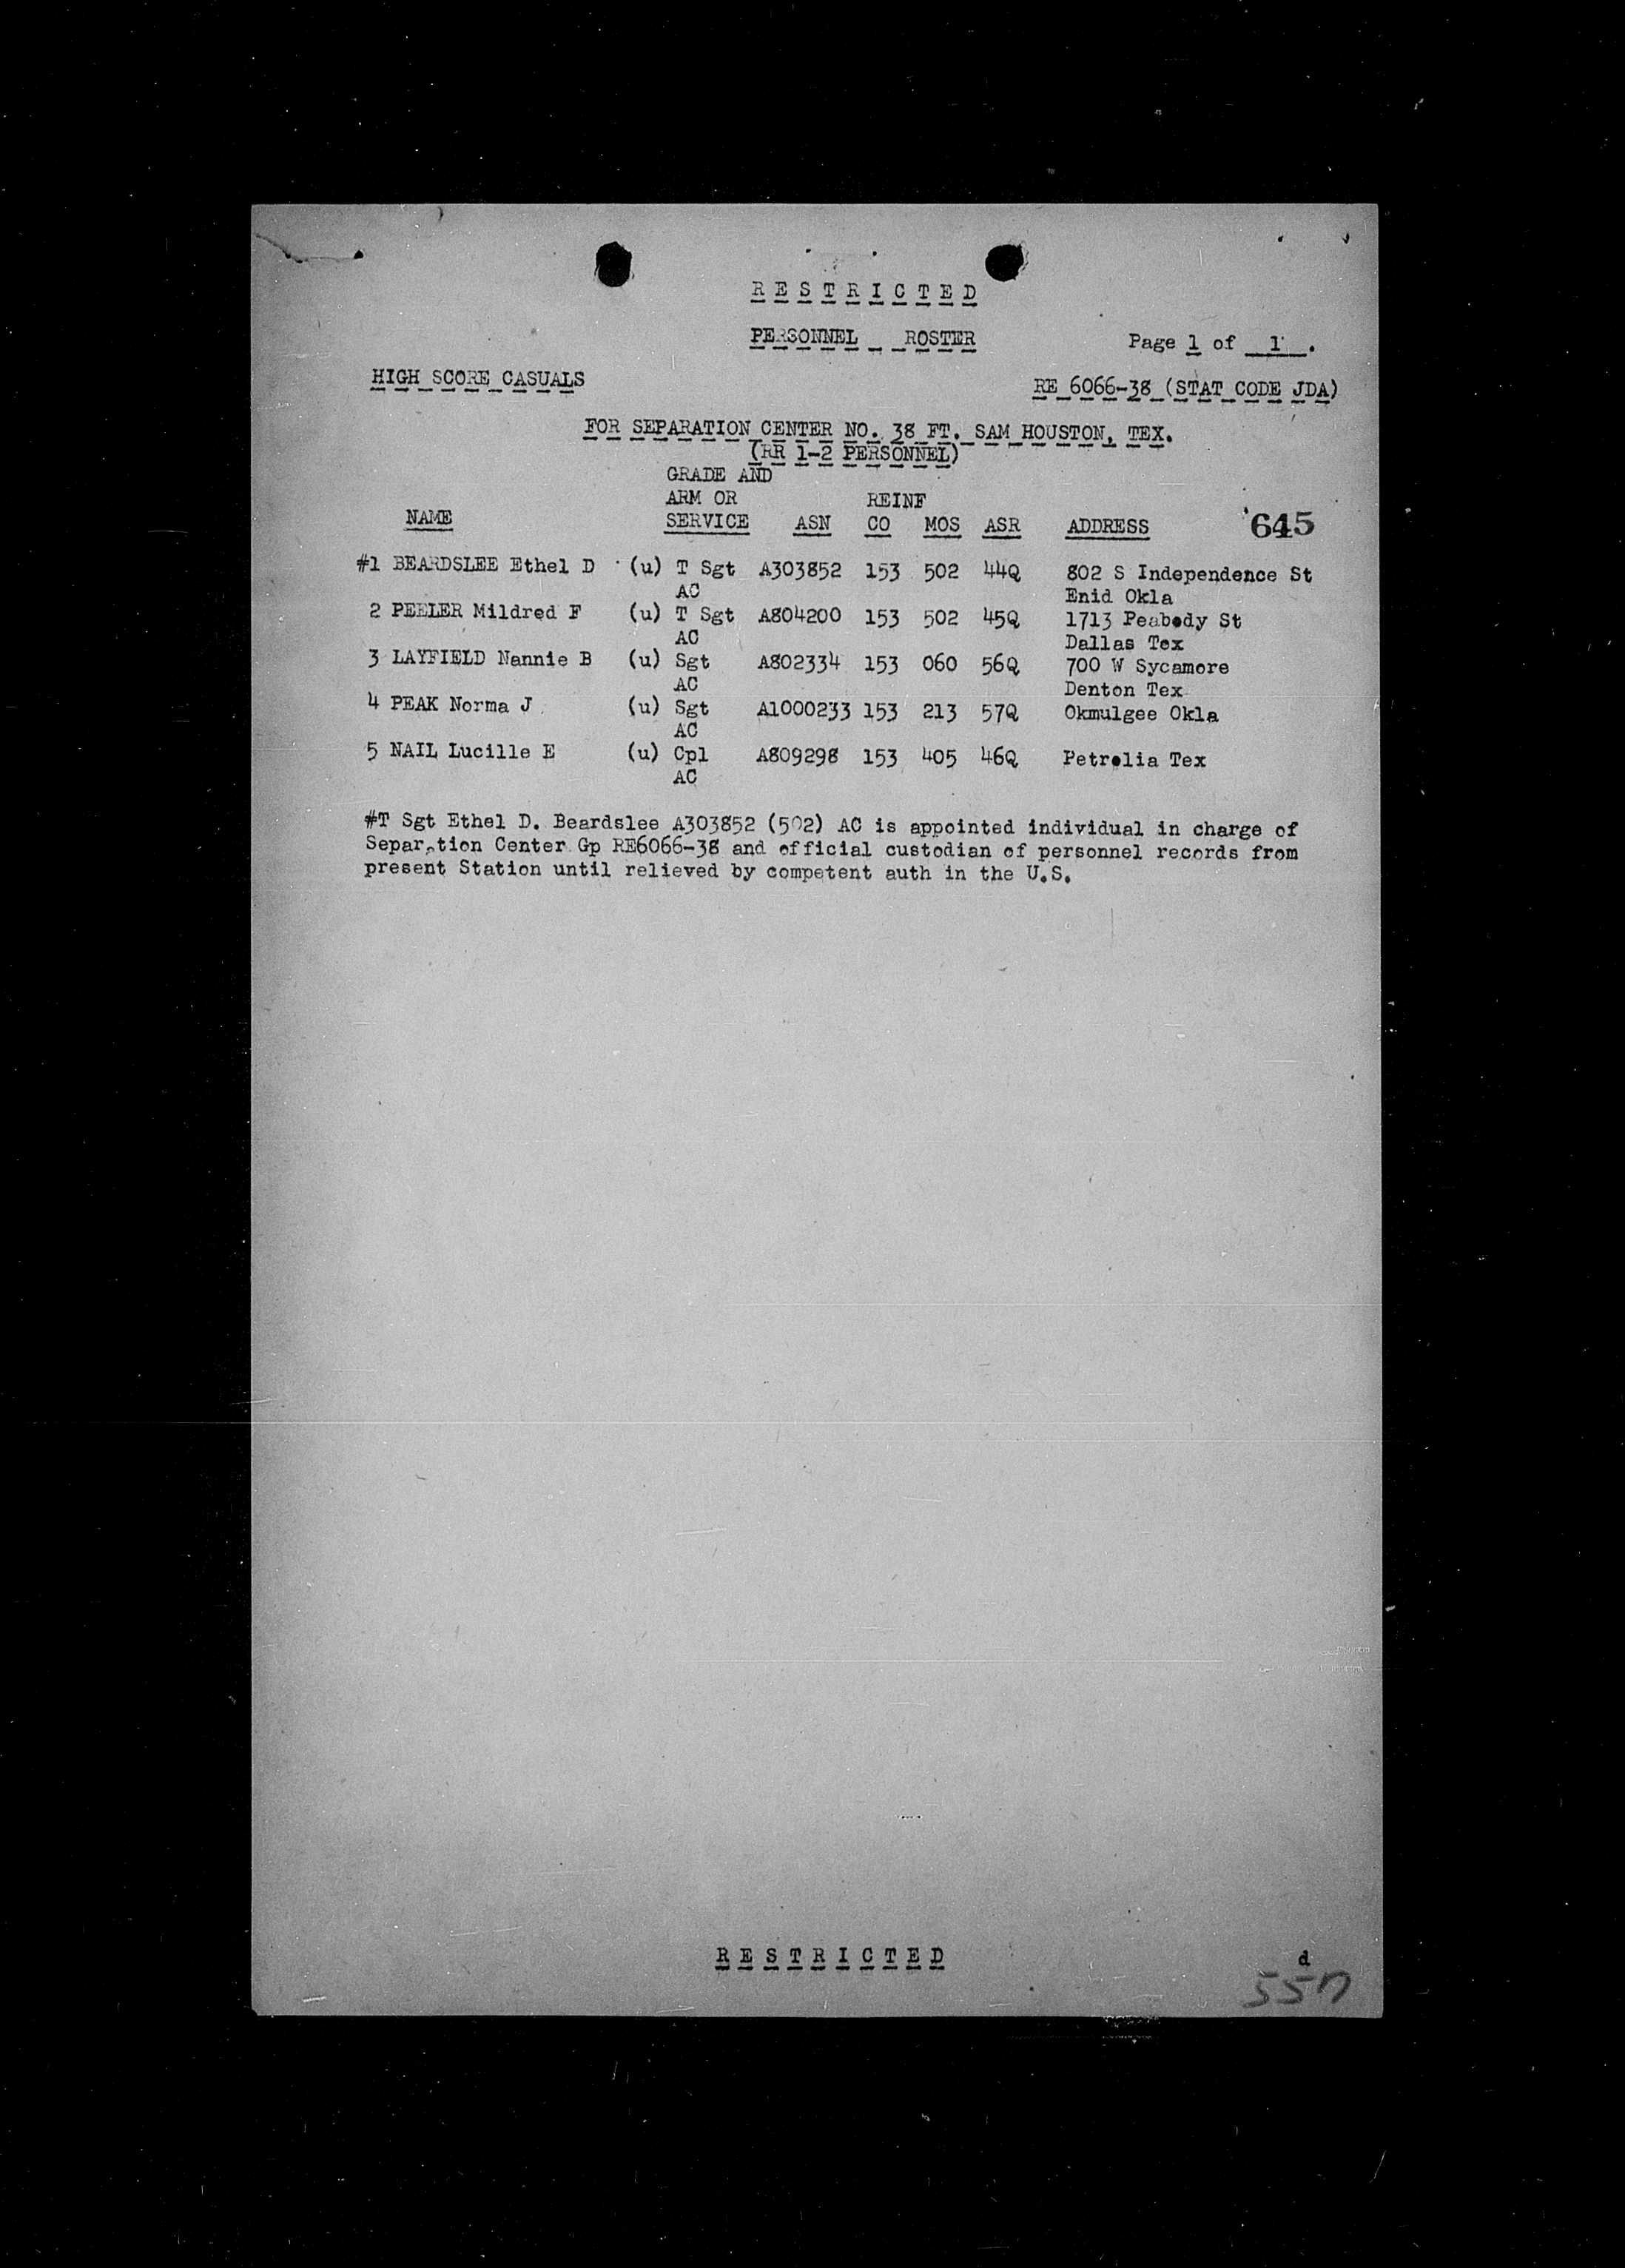 RESTRICTED
PERSONNEL ROSTER
Page 1 of 1.
HIGH SCORE CASUALS
RE 6066-38 (STAT CODE JDA)
FOR SEPARATION CENTER NO. 38 FT. SAM HOUSTON, TEX.
(RR 1-2 PERSONNEL)
GRADE AND
ARM OR REINF
NAME SERVICE ASN CO MOS ASR ADDRESS 645
#1 BEARDSLEE Ethel D (u) T Sgt A303852 153 502 44Q 802 S Independence St
AC Enid Okla
2 PEELER Mildred F (u) T Sgt A804200 153 502 45Q 1713 Peabody St
AC Dallas Tex
3 LAYFIELD Nannie B (u) Sgt A802334 153 060 56Q 700 W Sycamore
AC Denton Tex
4 PEAK Norma J (u) Sgt A1000233 153 213 57Q Okmulgee Okla
AC
5 NAIL Lucille E (u) Cpl A809298 153 405 46Q Petrolia Tex
AC
#T Sgt Ethel D. Beardslee A303852 (502) AC is appointed individual in charge of
Separation Center Gp RE6066-38 and official custodian of personnel records from
present Station until relieved by competent auth in the U.S.
RESTRICTED
d
557